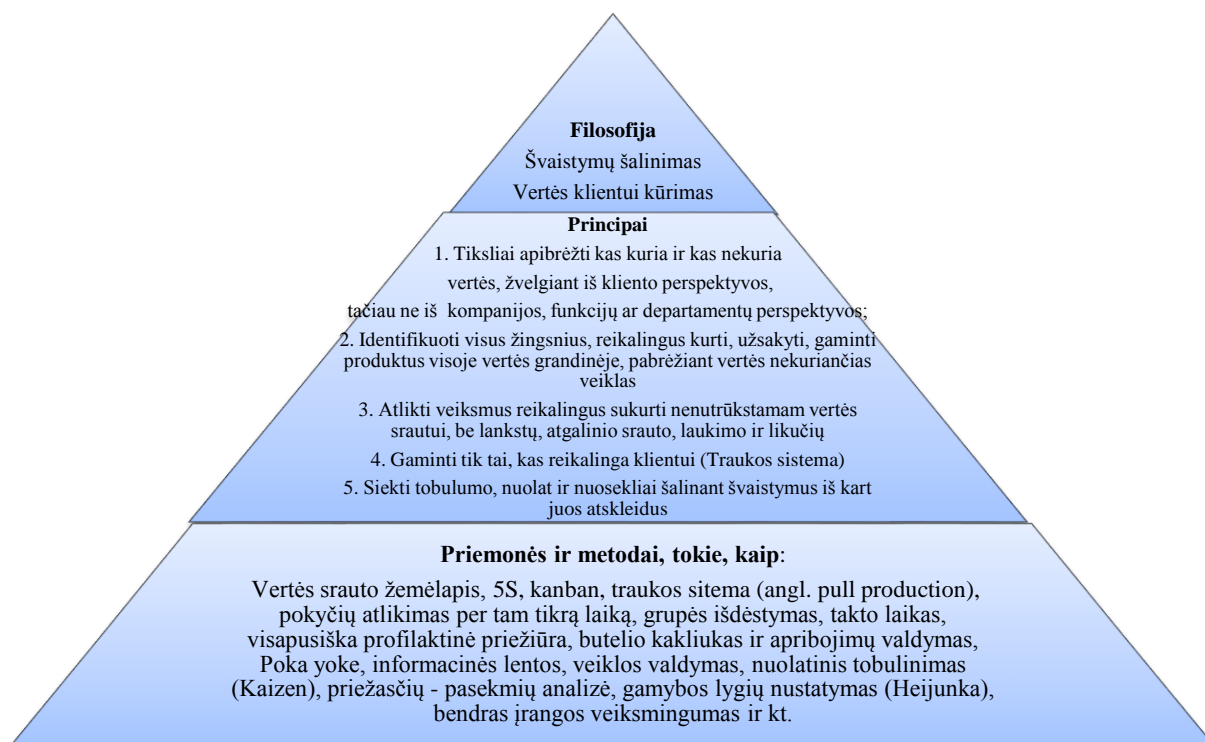 Filosofija
Švaistymų šalinimas
Vertės klientui kūrimas
Principai
1. Tiksliai apibrėžti kas kuria ir kas nekuria
vertės, žvelgiant iš kliento perspektyvos,
tačiau ne iš kompanijos, funkcijų ar departamentų perspektyvos;
2. Identifikuoti visus žingsnius, reikalingus kurti, užsakyti, gaminti
produktus visoje vertės grandinėje, pabrėžiant vertės nekuriančias
veiklas
3. Atlikti veiksmus reikalingus sukurti nenutrūkstamam vertės
srautui, be lankstų, atgalinio srauto, laukimo ir likučių
4. Gaminti tik tai, kas reikalinga klientui (Traukos sistema)
5. Siekti tobulumo, nuolat ir nuosekliai šalinant švaistymus iš kart
juos atskleidus
Priemonės ir metodai, tokie, kaip:
Vertės srauto žemėlapis, 5S, kanban, traukos sitema (angl. pull production),
pokyčių atlikimas per tam tikrą laiką, grupės išdėstymas, takto laikas,
visapusiška profilaktinė priežiūra, butelio kakliukas ir apribojimų valdymas,
Poka yoke, informacinės lentos, veiklos valdymas, nuolatinis tobulinimas
(Kaizen), priežasčių - pasekmių analizė, gamybos lygių nustatymas (Heijunka),
bendras įrangos veiksmingumas ir kt.